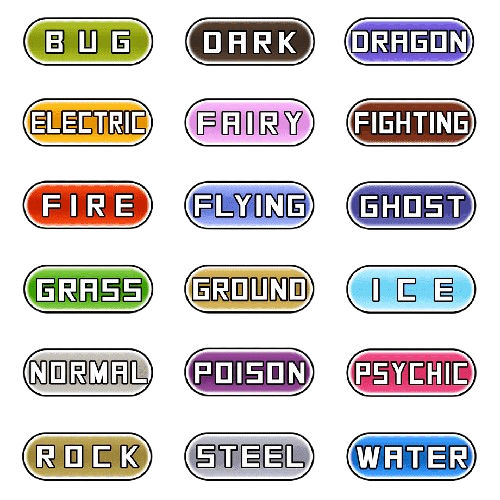 BUG
DARK
DRAGON
ELECTRIC
FAIRY
FIGHTING
FIRE
FLYING
GHOST
GRASS
GROUND
ICE
NORMAL
POISON
PSYCHIC
ROCK
STEEL
WATER